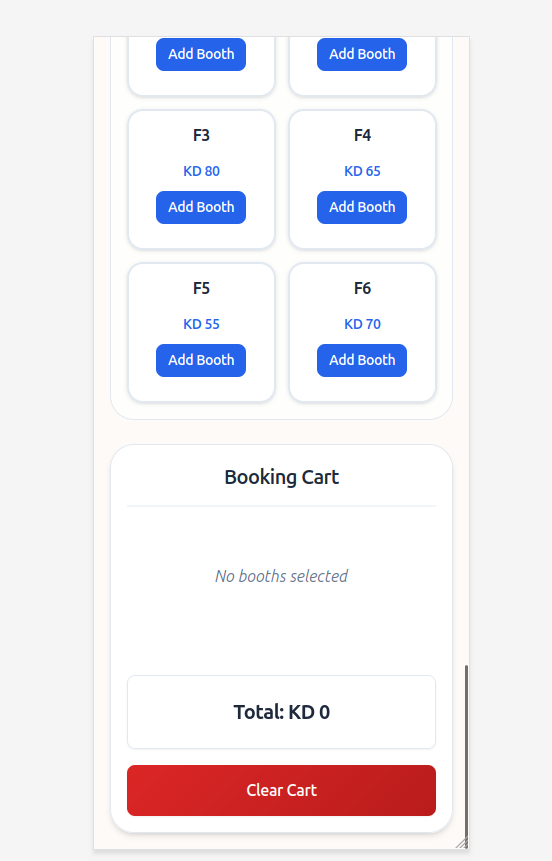 Add Booth Add Booth
F3 F4
KD 80 KD 65
Add Booth Add Booth
F5 F6
KD 55 KD 70
Add Booth Add Booth
Booking Cart
No booths selected
Total: KD 0
Clear Cart